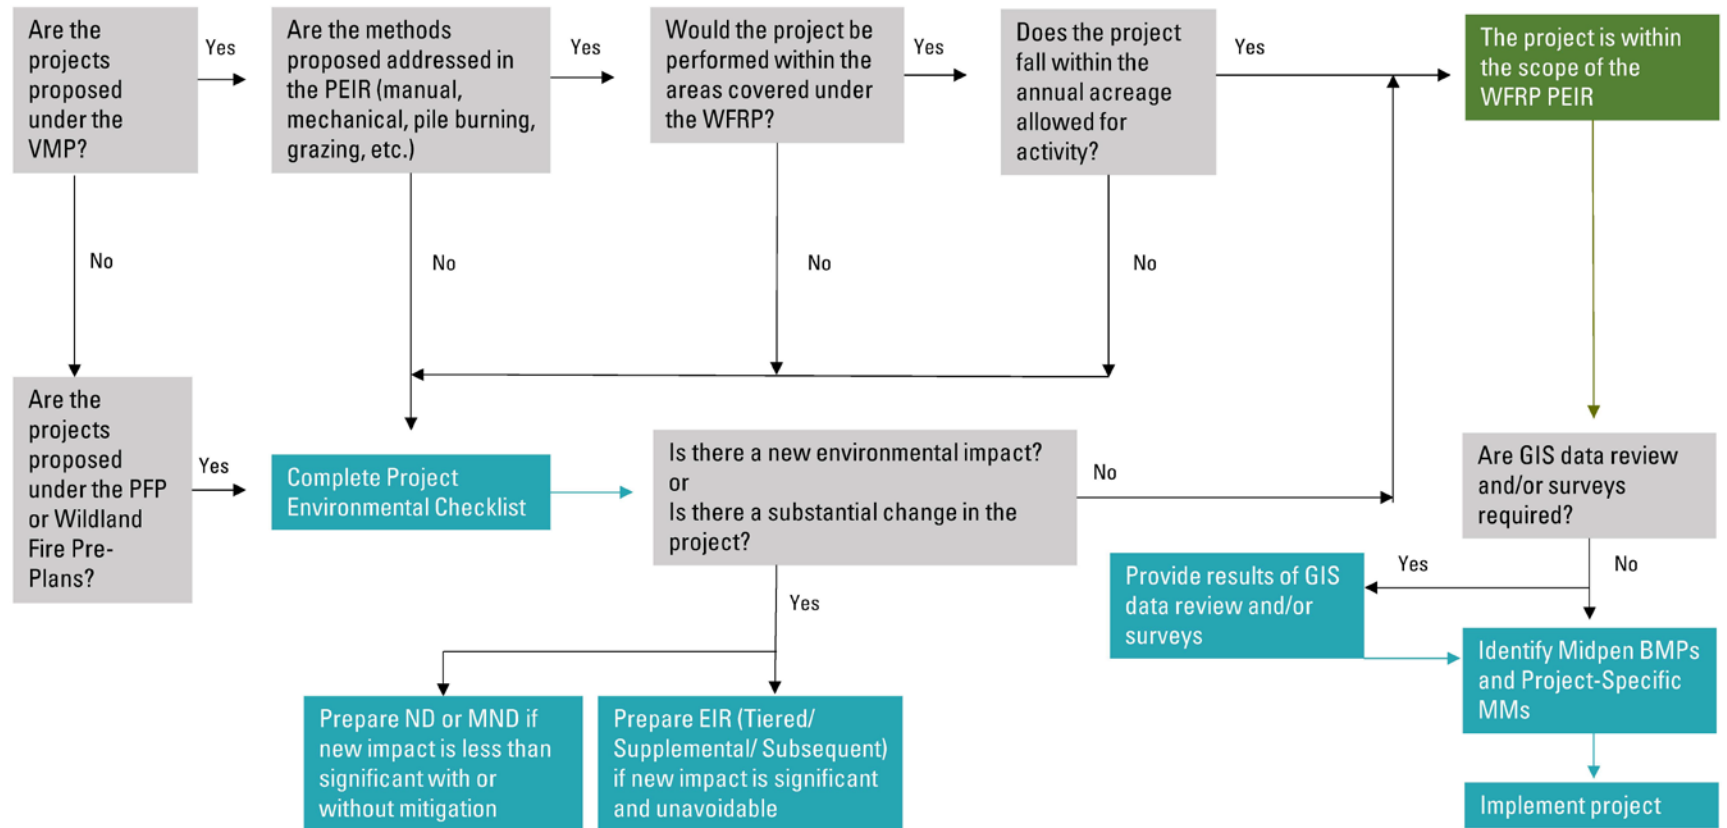 Are the
projects
proposed
under the
VMP?
Yes
Are the methods
proposed addressed in
the PEIR (manual,
mechanical, pile burning,
grazing, etc.)
Yes
Would the project be
performed within the
areas covered under
the WFRP?
Yes
Does the project
fall within the
annual acreage
allowed for
activity?
Yes
The project is within
the scope of the
WFRP PEIR
No
No
No
No
Are the
projects
proposed
under the PFP
or Wildland
Fire Pre-
Plans?
Yes
Complete Project
Environmental Checklist
Is there a new environmental impact?
or
Is there a substantial change in the
project?
No
Are GIS data review
and/or surveys
required?
Yes
No
Provide results of GIS
data review and/or
surveys
Yes
Identify Midpen BMPs
and Project-Specific
MMs
Prepare ND or MND if
new impact is less than
significant with or
without mitigation
Prepare EIR (Tiered/
Supplemental/ Subsequent)
if new impact is significant
and unavoidable
Implement project